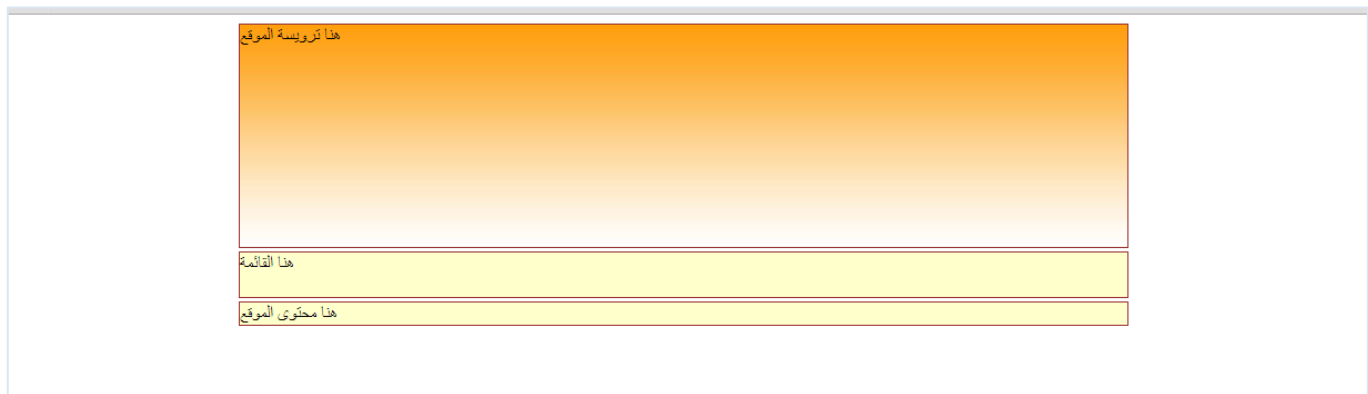 هنا ترويسة الموقع
هنا القائمة
هنا محتوى الموقع